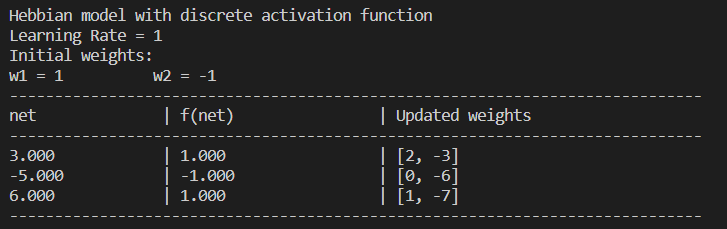 Hebbian model with discrete activation function
Learning Rate = 1
Initial weights:
w1 = 1          w2 = -1
-----------------------------------------------------------------------------
net              | f(net)                | Updated weights
-----------------------------------------------------------------------------
3.000            | 1.000                 | [2, -3]
-5.000           | -1.000                | [0, -6]
6.000            | 1.000                 | [1, -7]
-----------------------------------------------------------------------------